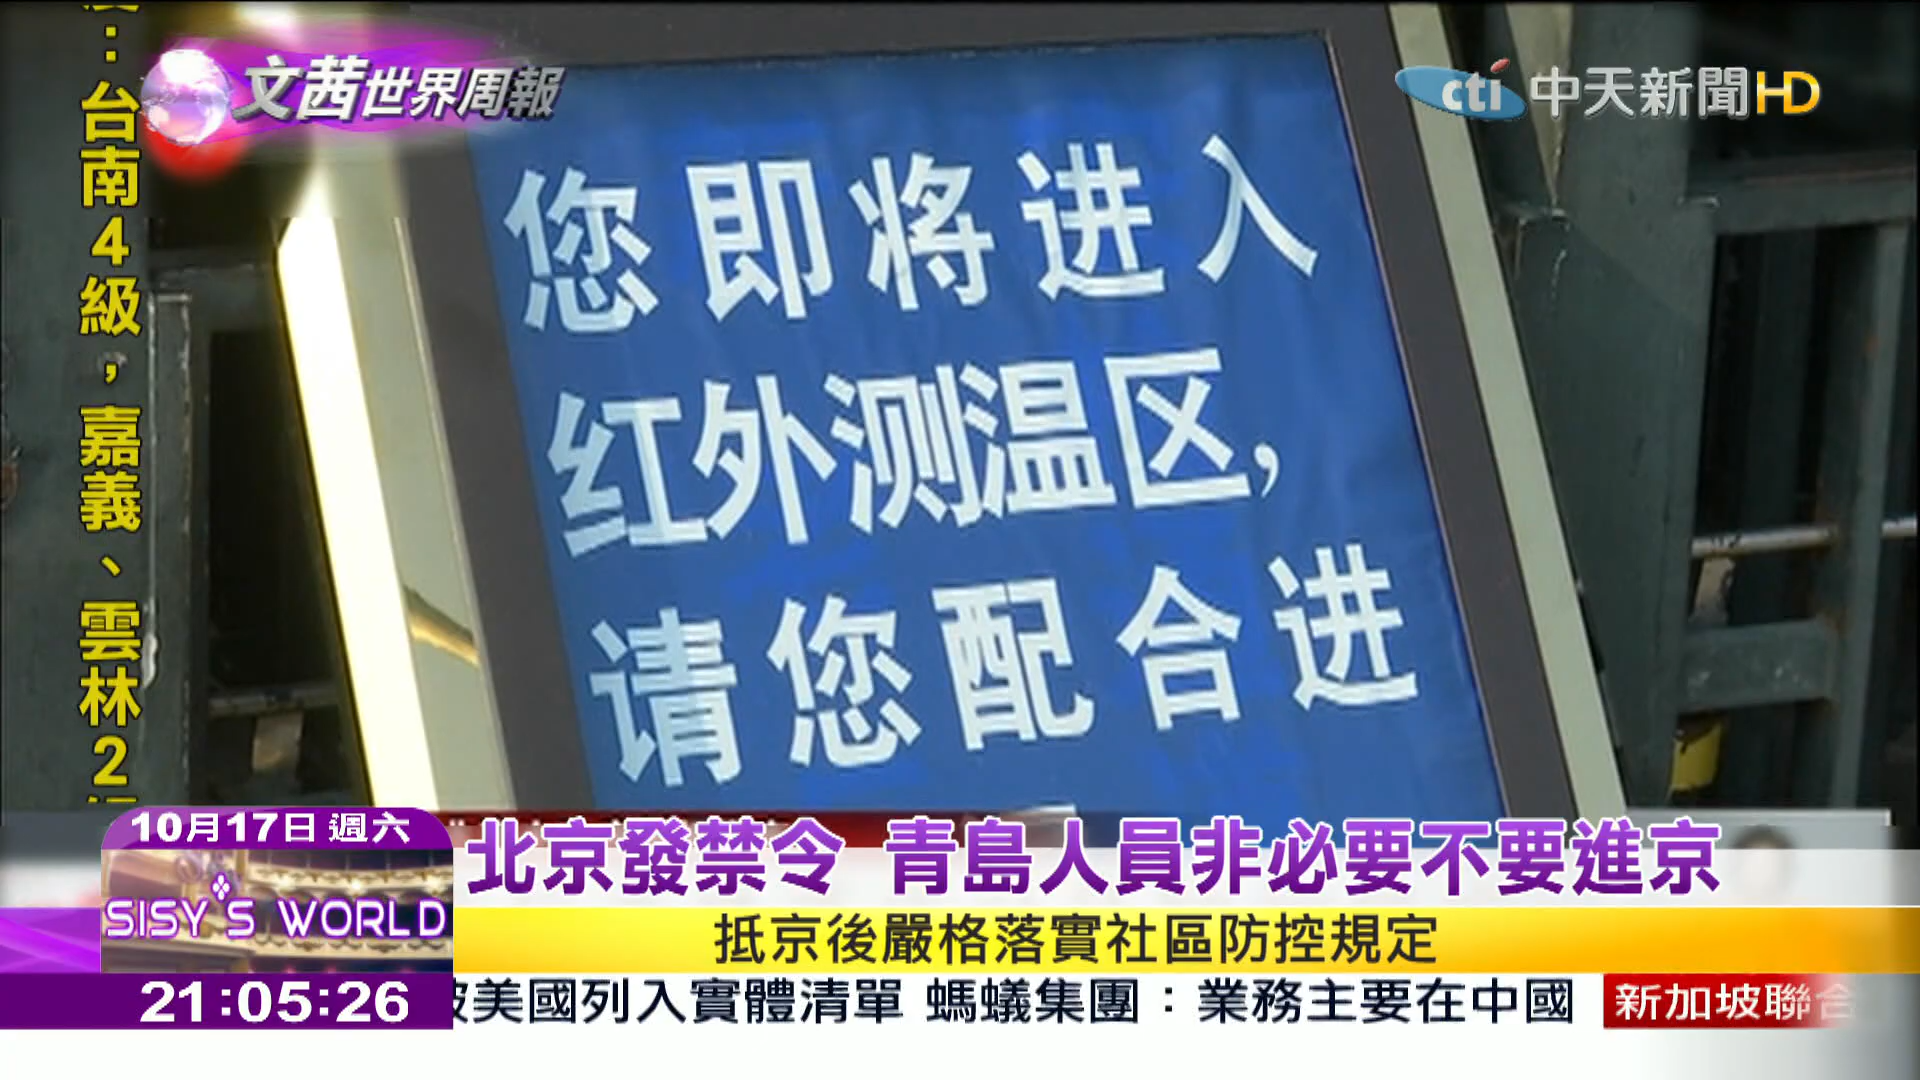 文茜世界周報
cti 中天新聞HD
：台南4級，嘉義、雲林2
您即将进入
红外测温区,
请您配合进
10月17日 週六
SISY'S WORLD
21:05:26
北京發禁令 青島人員非必要不要進京
抵京後嚴格落實社區防控規定
美國列入實體清單 螞蟻集團：業務主要在中國
新加坡聯合